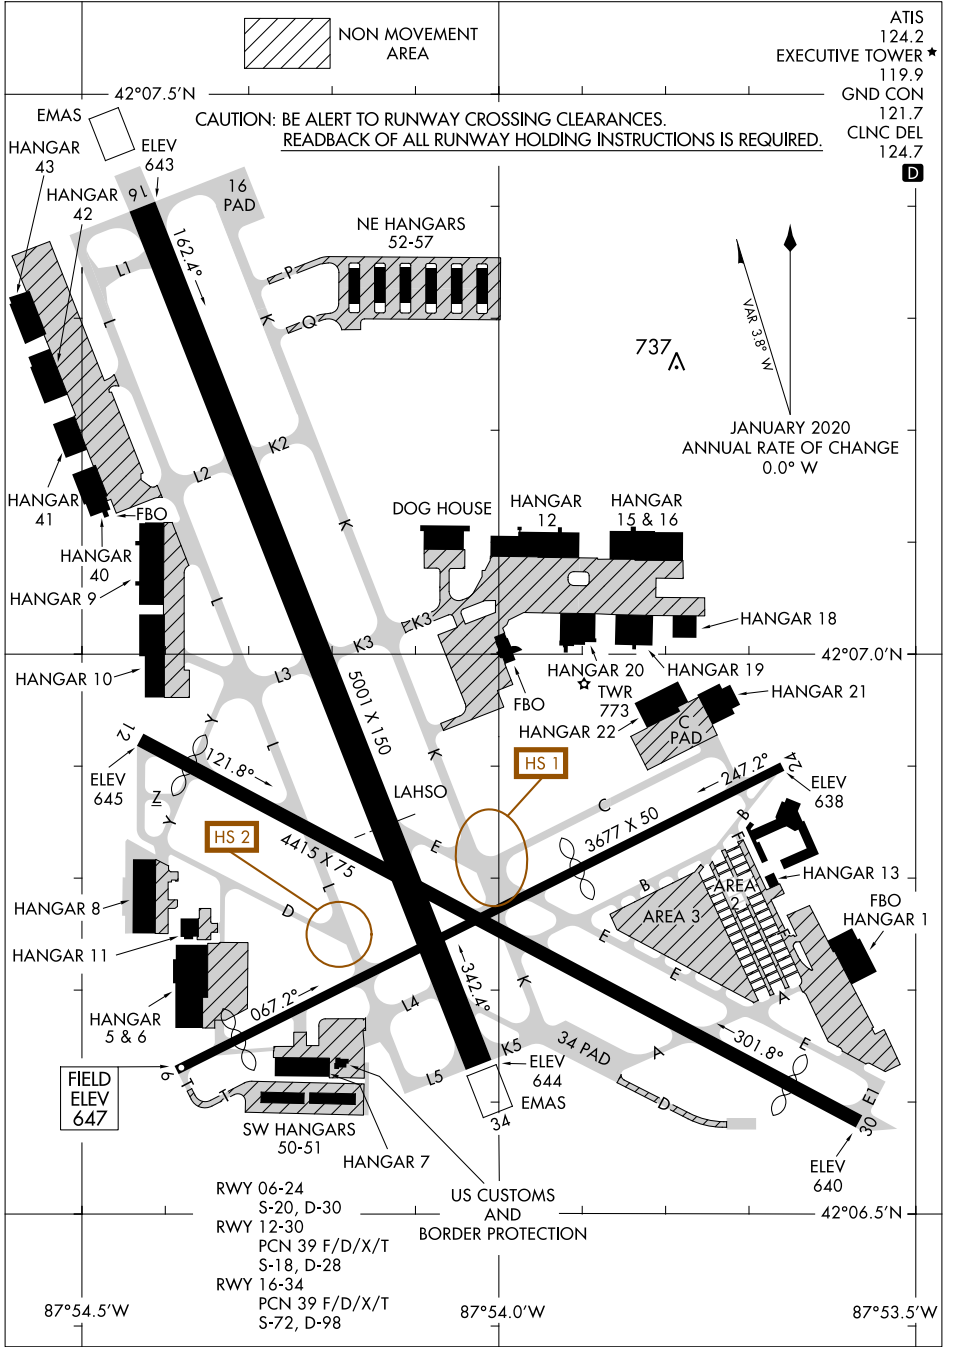 NON MOVEMENT
AREA
ATIS
124.2
EXECUTIVE TOWER
119.9
GND CON
121.7
CLNC DEL
124.7
D
42°07.5'N
CAUTION: BE ALERT TO RUNWAY CROSSING CLEARANCES.
READBACK OF ALL RUNWAY HOLDING INSTRUCTIONS IS REQUIRED.
EMAS
HANGAR
43
ELEV
643
HANGAR
42
16
16
PAD
162.4°
NE HANGARS
52-57
L1
P
L
K
Q
737
VAR 3.8° W
JANUARY 2020
ANNUAL RATE OF CHANGE
0.0° W
L2
K2
HANGAR
41
FBO
HANGAR
40
K
DOG HOUSE
HANGAR
12
HANGAR
15 & 16
HANGAR 9
L
K3
K3
HANGAR 18
HANGAR 10
L3
5001 X 150
FBO
HANGAR 20
HANGAR 19
42°07.0'N
TWR
773
HANGAR 21
HANGAR 22
C
PAD
12
Y
L
K
121.8°
ELEV
645
HS 1
247.2°
24
ELEV
638
Z
Y
LAHSO
C
3677 X 50
B
HS 2
E
4415 X 75
F
HANGAR 13
L
B
AREA
2
AREA 3
FBO
HANGAR 1
HANGAR 8
D
E
HANGAR 11
E
342.4°
K
A
067.2°
L4
HANGAR
5 & 6
301.8°
E
K5
34 PAD
A
ELEV
644
FIELD
ELEV
647
6
T
T
L5
EMAS
D
E1
30
34
SW HANGARS
50-51
HANGAR 7
ELEV
640
US CUSTOMS
AND
BORDER PROTECTION
42°06.5'N
RWY 06-24
S-20, D-30
RWY 12-30
PCN 39 F/D/X/T
S-18, D-28
RWY 16-34
PCN 39 F/D/X/T
S-72, D-98
87°54.5'W
87°54.0'W
87°53.5'W